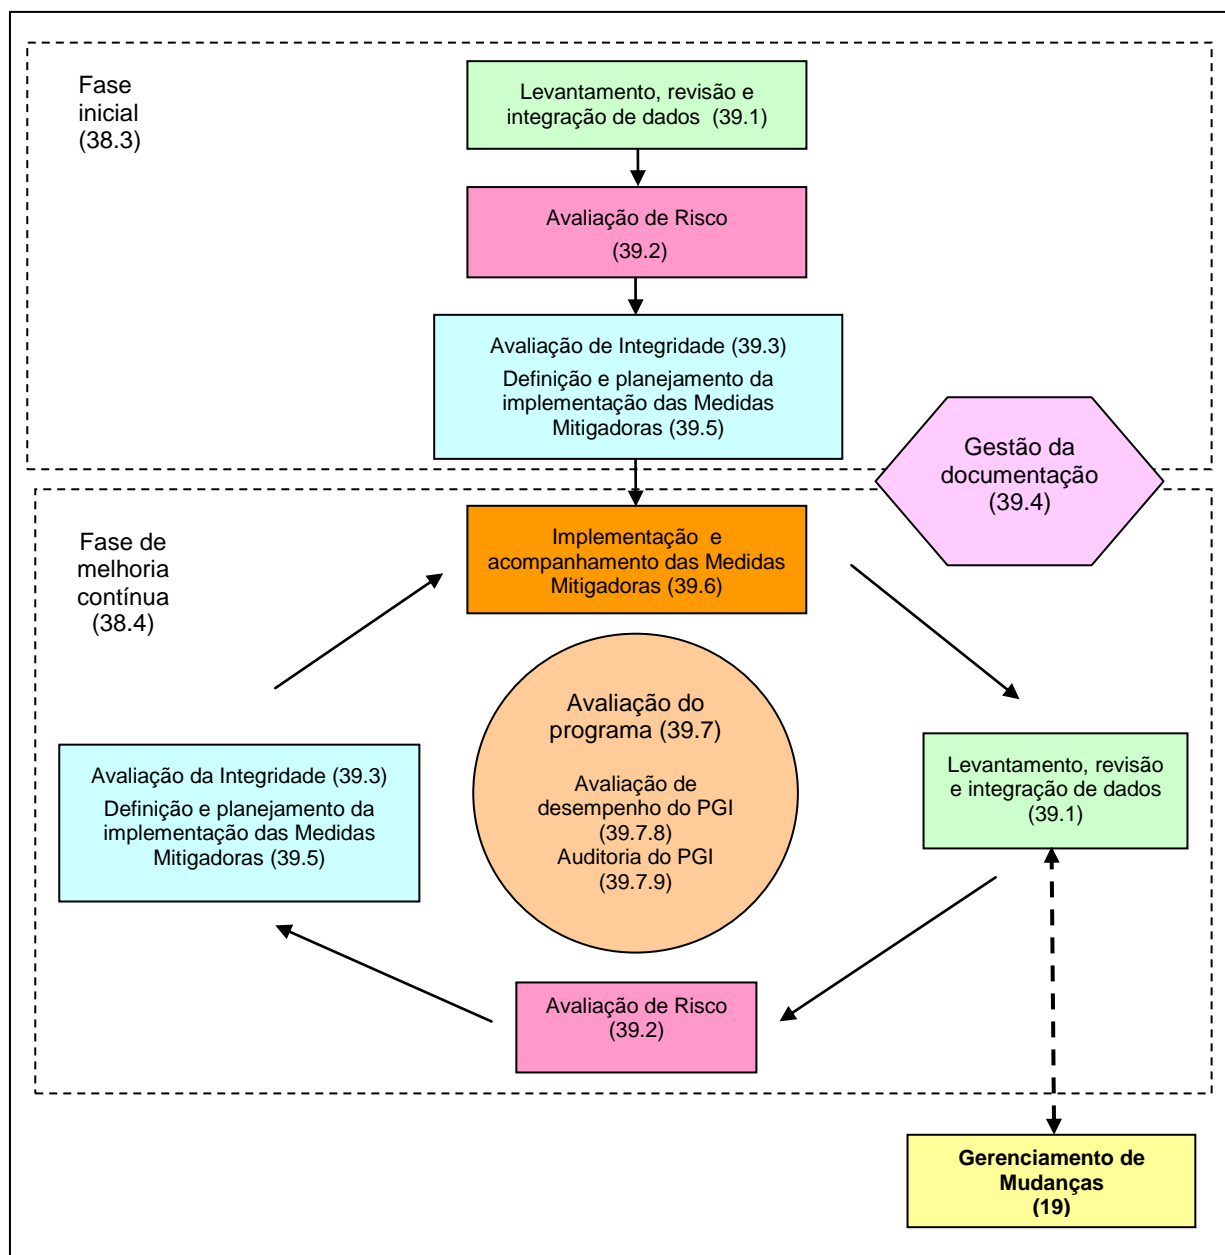 Fase
inicial
(38.3)
Levantamento, revisão e
integração de dados (39.1)
Avaliação de Risco
(39.2)
Avaliação de Integridade (39.3)
Definição e planejamento da
implementação das Medidas
Mitigadoras (39.5)
Gestão da
documentação
(39.4)
Fase de
melhoria
contínua
(38.4)
Implementação e
acompanhamento das Medidas
Mitigadoras (39.6)
Avaliação do
programa (39.7)
Avaliação de
desempenho do PGI
(39.7.8)
Auditoria do PGI
(39.7.9)
Avaliação da Integridade (39.3)
Definição e planejamento da
implementação das Medidas
Mitigadoras (39.5)
Levantamento, revisão
e integração de dados
(39.1)
Avaliação de Risco
(39.2)
Gerenciamento de
Mudanças
(19)